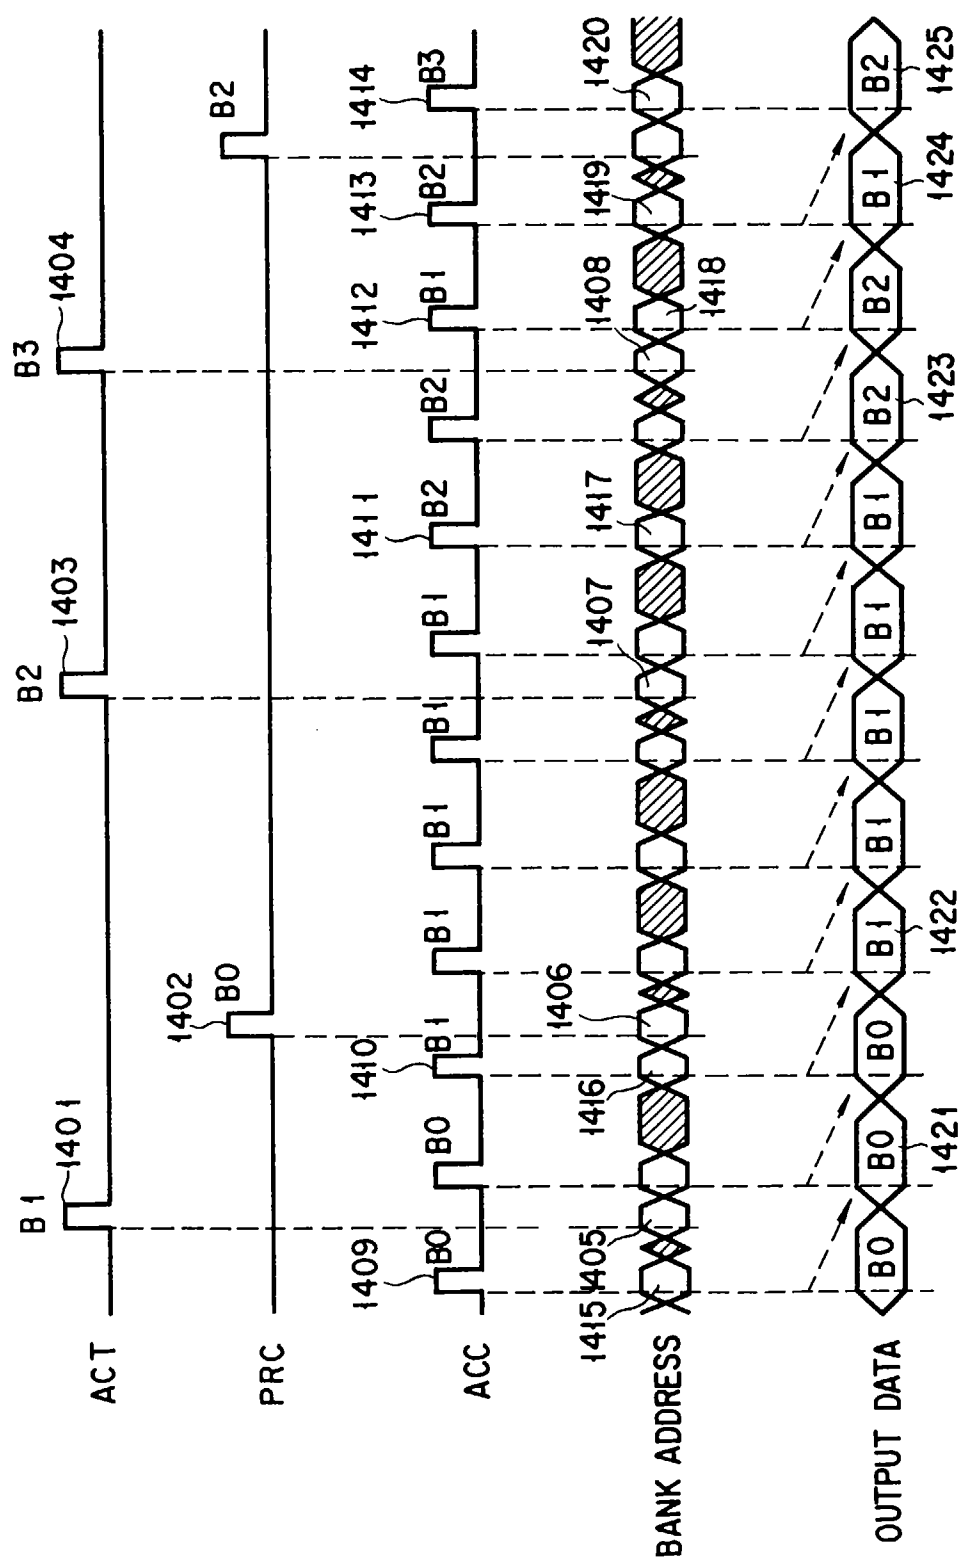 ACT
B1
1401
B2
1403
B3
1404
PRC
1402
B0
B2
ACC
1409
B0
B0
1410
B1
B1
B1
B1
B1
1411
B2
B2
1412
B1
1413
B2
1414
B3
BANK ADDRESS
1415
1405
1416
1406
1407
1417
1408
1418
1419
1420
OUTPUT DATA
B0
B0
B0
B1
B1
B1
B1
B1
B2
B2
B1
B2
1421
1422
1423
1424
1425